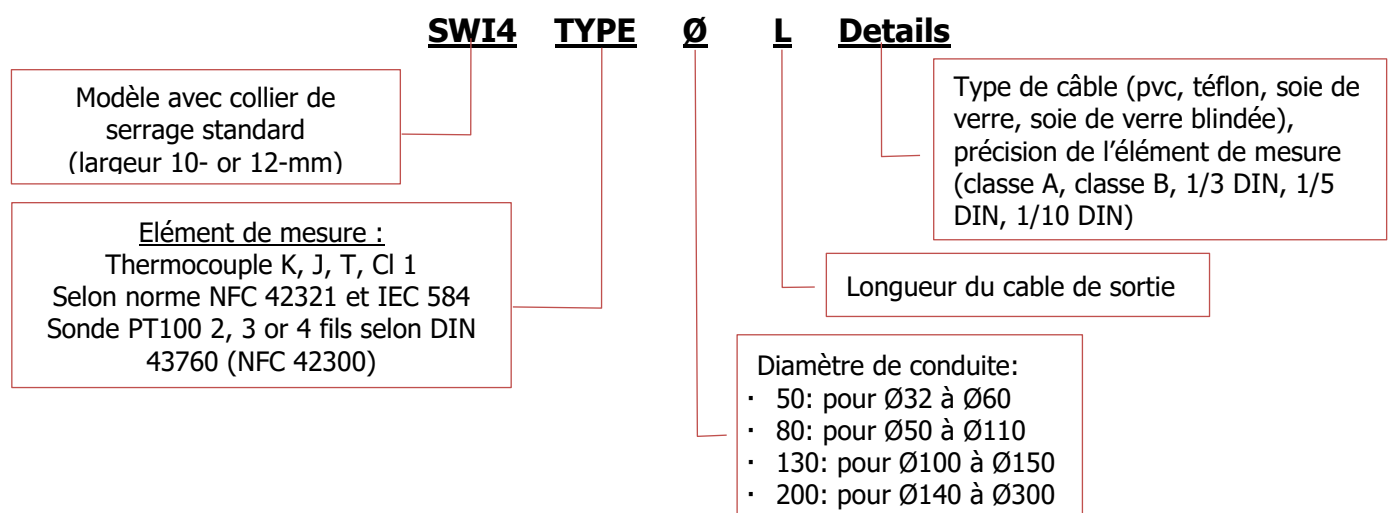 SWI4 TYPE Ø L Details
Modèle avec collier de
serrage standard
(largeur 10- or 12-mm)
Elément de mesure :
Thermocouple K, J, T, Cl 1
Selon norme NFC 42321 et IEC 584
Sonde PT100 2, 3 or 4 fils selon DIN
43760 (NFC 42300)
Type de câble (pvc, téflon, soie de
verre, soie de verre blindée),
précision de l’élément de mesure
(classe A, classe B, 1/3 DIN, 1/5
DIN, 1/10 DIN)
Longueur du cable de sortie
Diamètre de conduite:
· 50: pour Ø32 à Ø60
· 80: pour Ø50 à Ø110
· 130: pour Ø100 à Ø150
· 200: pour Ø140 à Ø300